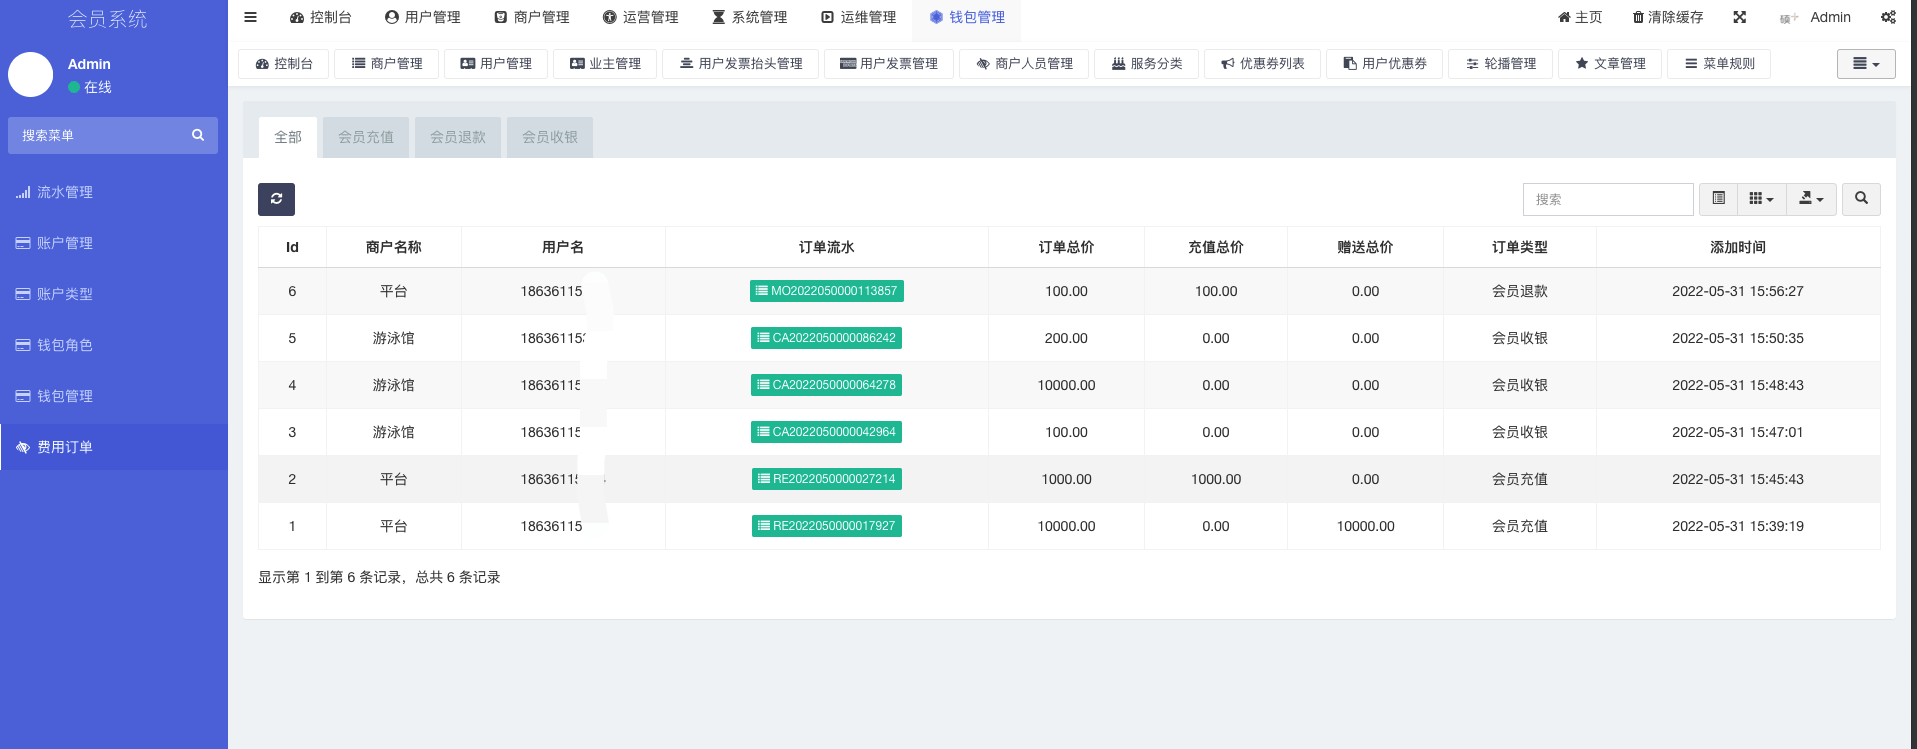 会员系统
控制台 用户管理 商户管理 运营管理 系统管理 运维管理 钱包管理 主页 清除缓存 Admin
Admin
在线
控制台 商户管理 用户管理 业主管理 用户发票抬头管理 用户发票管理 商户人员管理 服务分类 优惠券列表 用户优惠券 轮播管理 文章管理 菜单规则
搜索菜单
流水管理
账户管理
账户类型
钱包角色
钱包管理
费用订单
全部 会员充值 会员退款 会员收银
搜索
Id 商户名称 用户名 订单流水 订单总价 充值总价 赠送总价 订单类型 添加时间
6 平台 18636115 MO2022050000113857 100.00 100.00 0.00 会员退款 2022-05-31 15:56:27
5 游泳馆 18636115 CA2022050000086242 200.00 0.00 0.00 会员收银 2022-05-31 15:50:35
4 游泳馆 18636115 CA2022050000064278 10000.00 0.00 0.00 会员收银 2022-05-31 15:48:43
3 游泳馆 18636115 CA2022050000042964 100.00 0.00 0.00 会员收银 2022-05-31 15:47:01
2 平台 18636115 RE2022050000027214 1000.00 1000.00 0.00 会员充值 2022-05-31 15:45:43
1 平台 18636115 RE2022050000017927 10000.00 0.00 10000.00 会员充值 2022-05-31 15:39:19
显示第 1 到第 6 条记录，总共 6 条记录